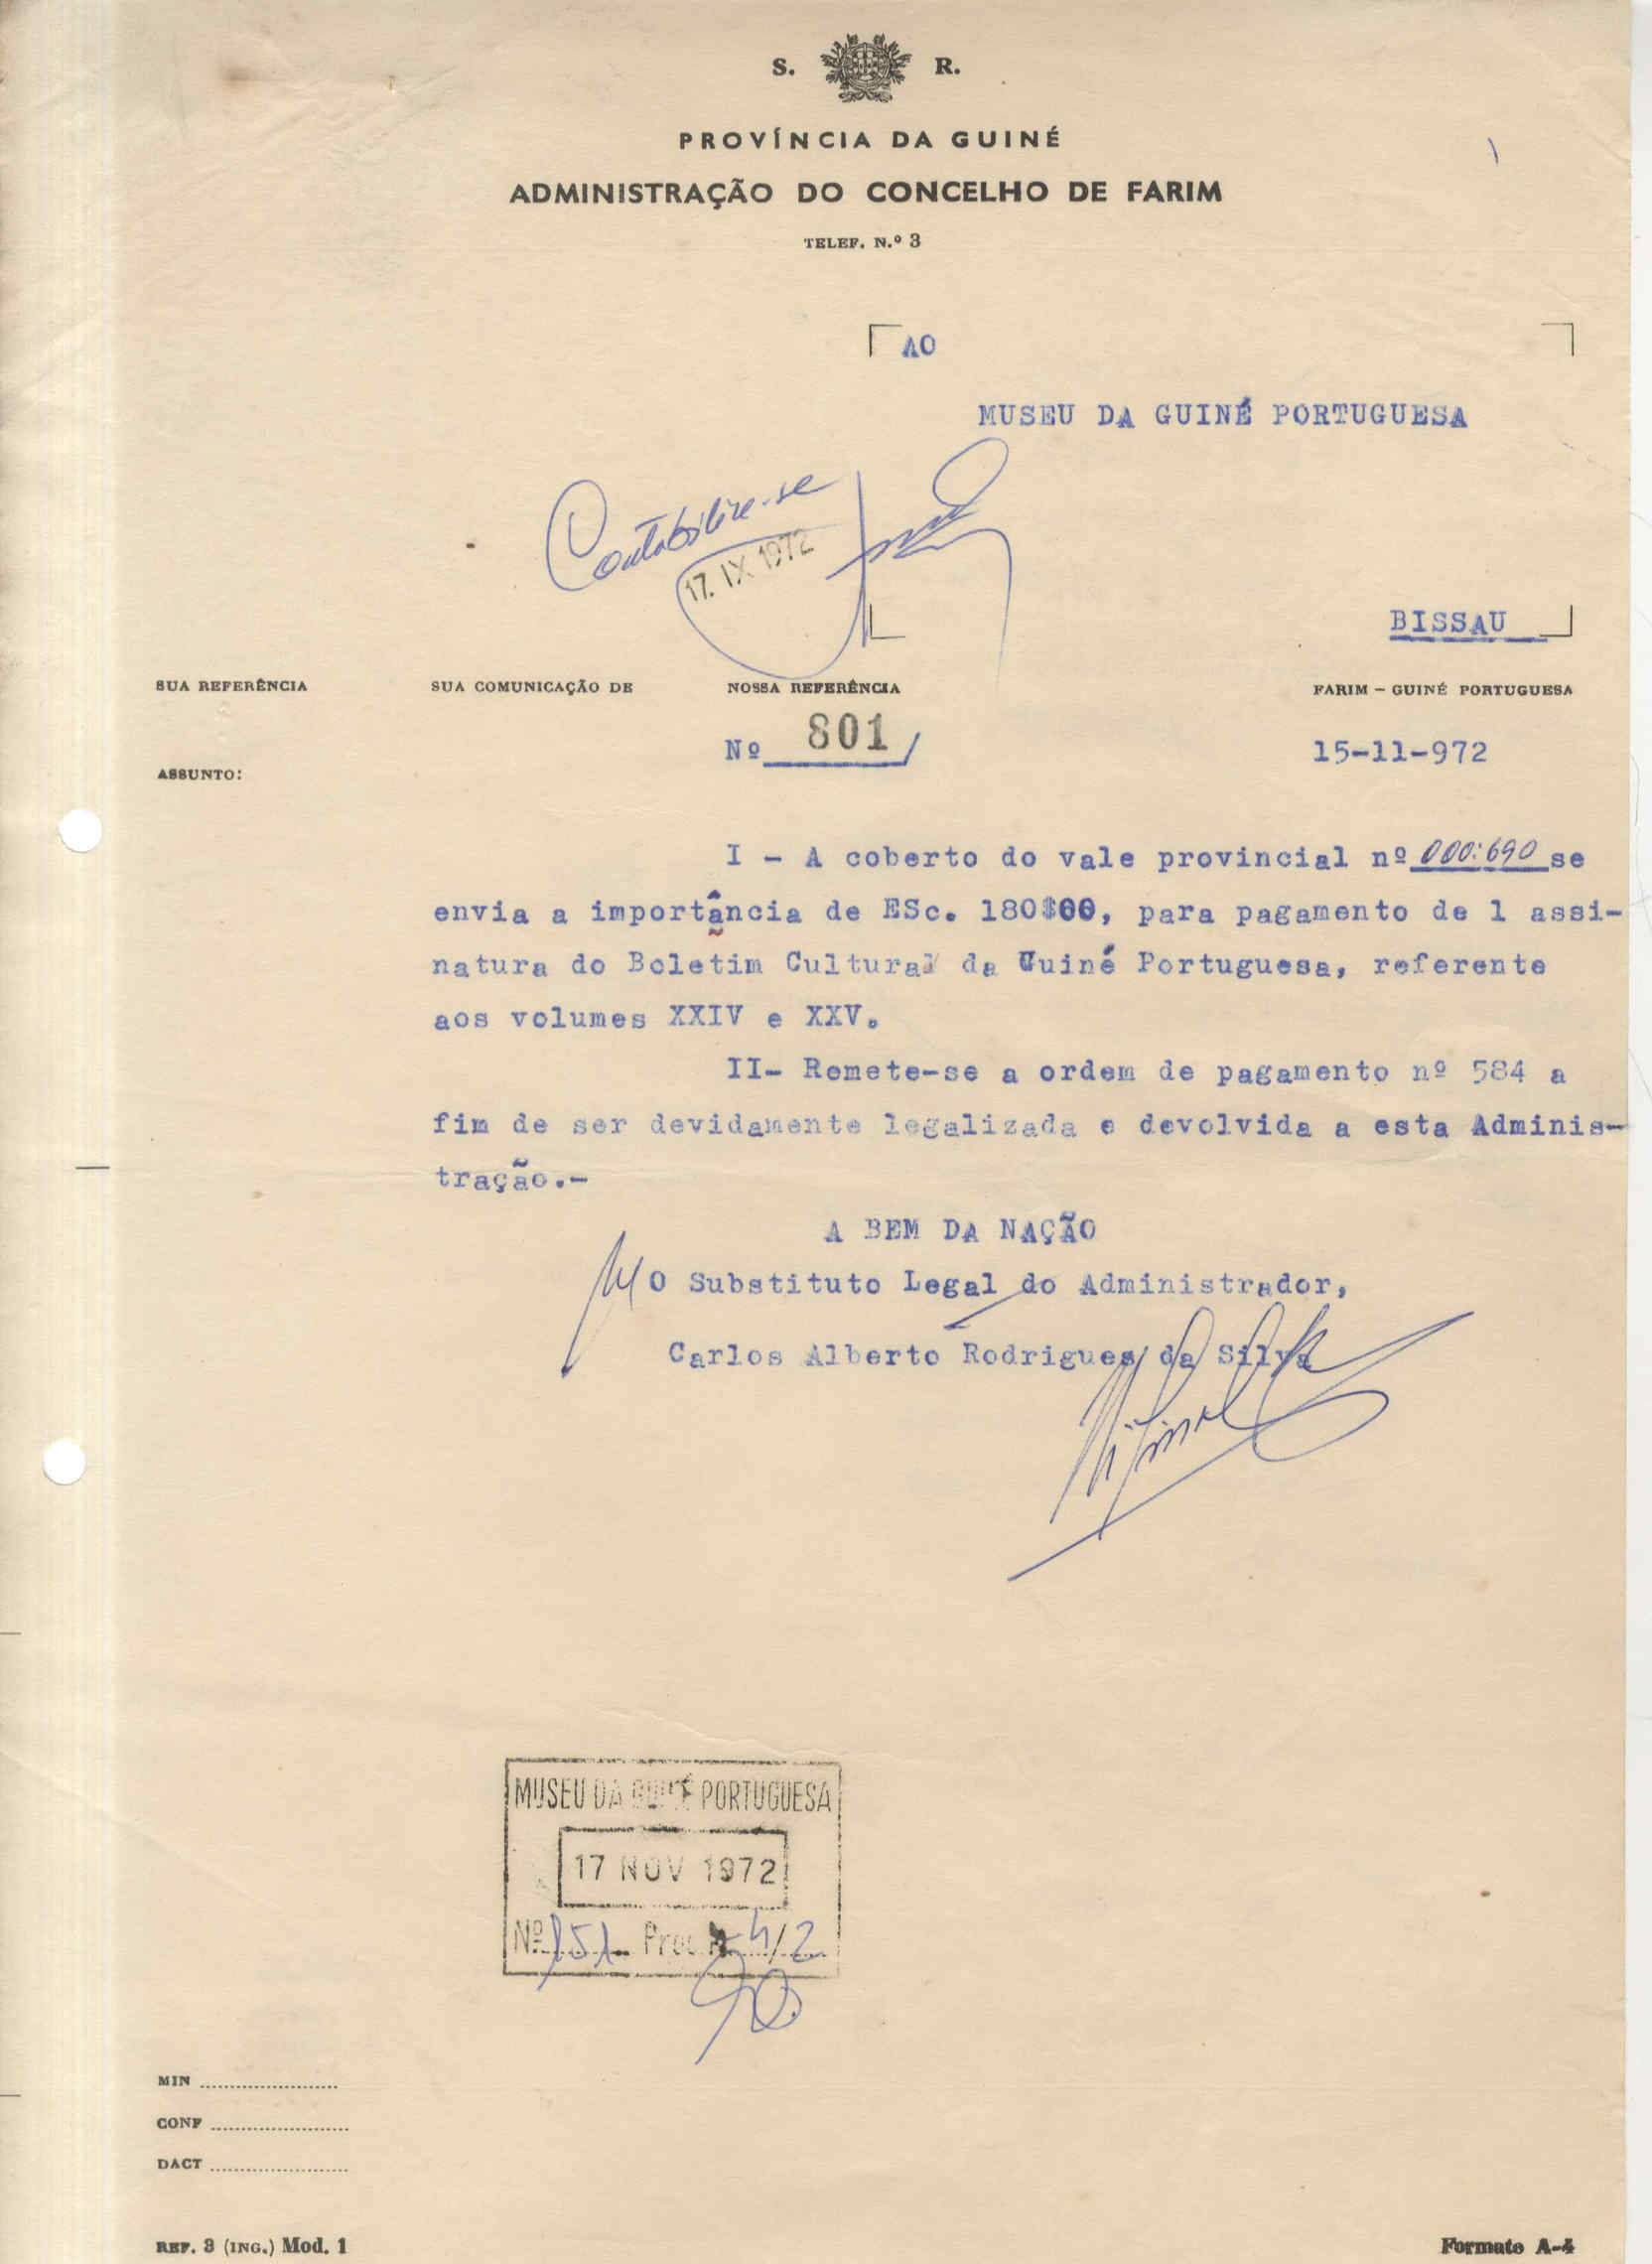 S. R.
PROVÍNCIA DA GUINÉ
ADMINISTRAÇÃO DO CONCELHO DE FARIM
TELEF. N.º 3
AO
MUSEU DA GUINÉ PORTUGUESA
Contabilize-se
17. IX 1972
BISSAU
SUA REFERÊNCIA SUA COMUNICAÇÃO DE NOSSA REFERÊNCIA FARIM – GUINÉ PORTUGUESA
Nº 801/ 15-11-972
ASSUNTO:
I - A coberto do vale provincial nº 000:690 se
envia a importância de ESc. 180$00, para pagamento de 1 assi-
natura do Boletim Cultural da Guiné Portuguesa, referente
aos volumes XXIV e XXV.
II- Remete-se a ordem de pagamento nº 584 a
fim de ser devidamente legalizada e devolvida a esta Adminis-
tração.-
A BEM DA NAÇÃO
O Substituto Legal do Administrador,
Carlos Alberto Rodrigues da Silva
MUSEU DA GUINÉ PORTUGUESA
17 NOV 1972
Nº 151 Proc. 4/2
MIN
CONF
DACT
REF. 3 (ING.) Mod. 1 Formato A-4